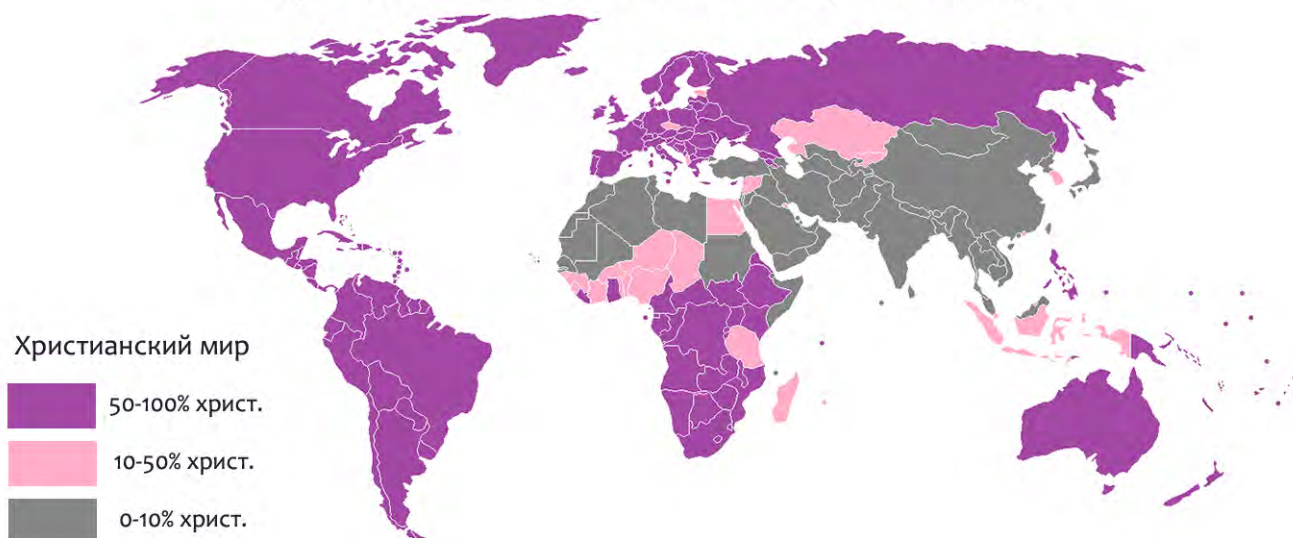 Христианский мир
50-100% христ.
10-50% христ.
0-10% христ.